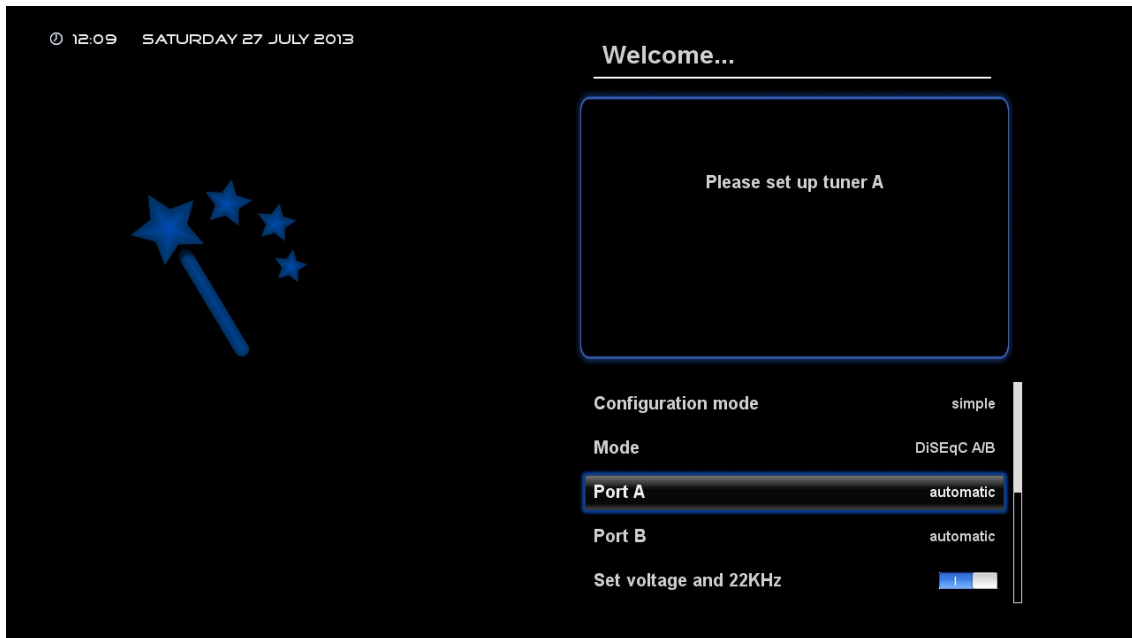 12:09 SATURDAY 27 JULY 2013
Welcome...
Please set up tuner A
Configuration mode simple
Mode DiSEqC A/B
Port A automatic
Port B automatic
Set voltage and 22KHz